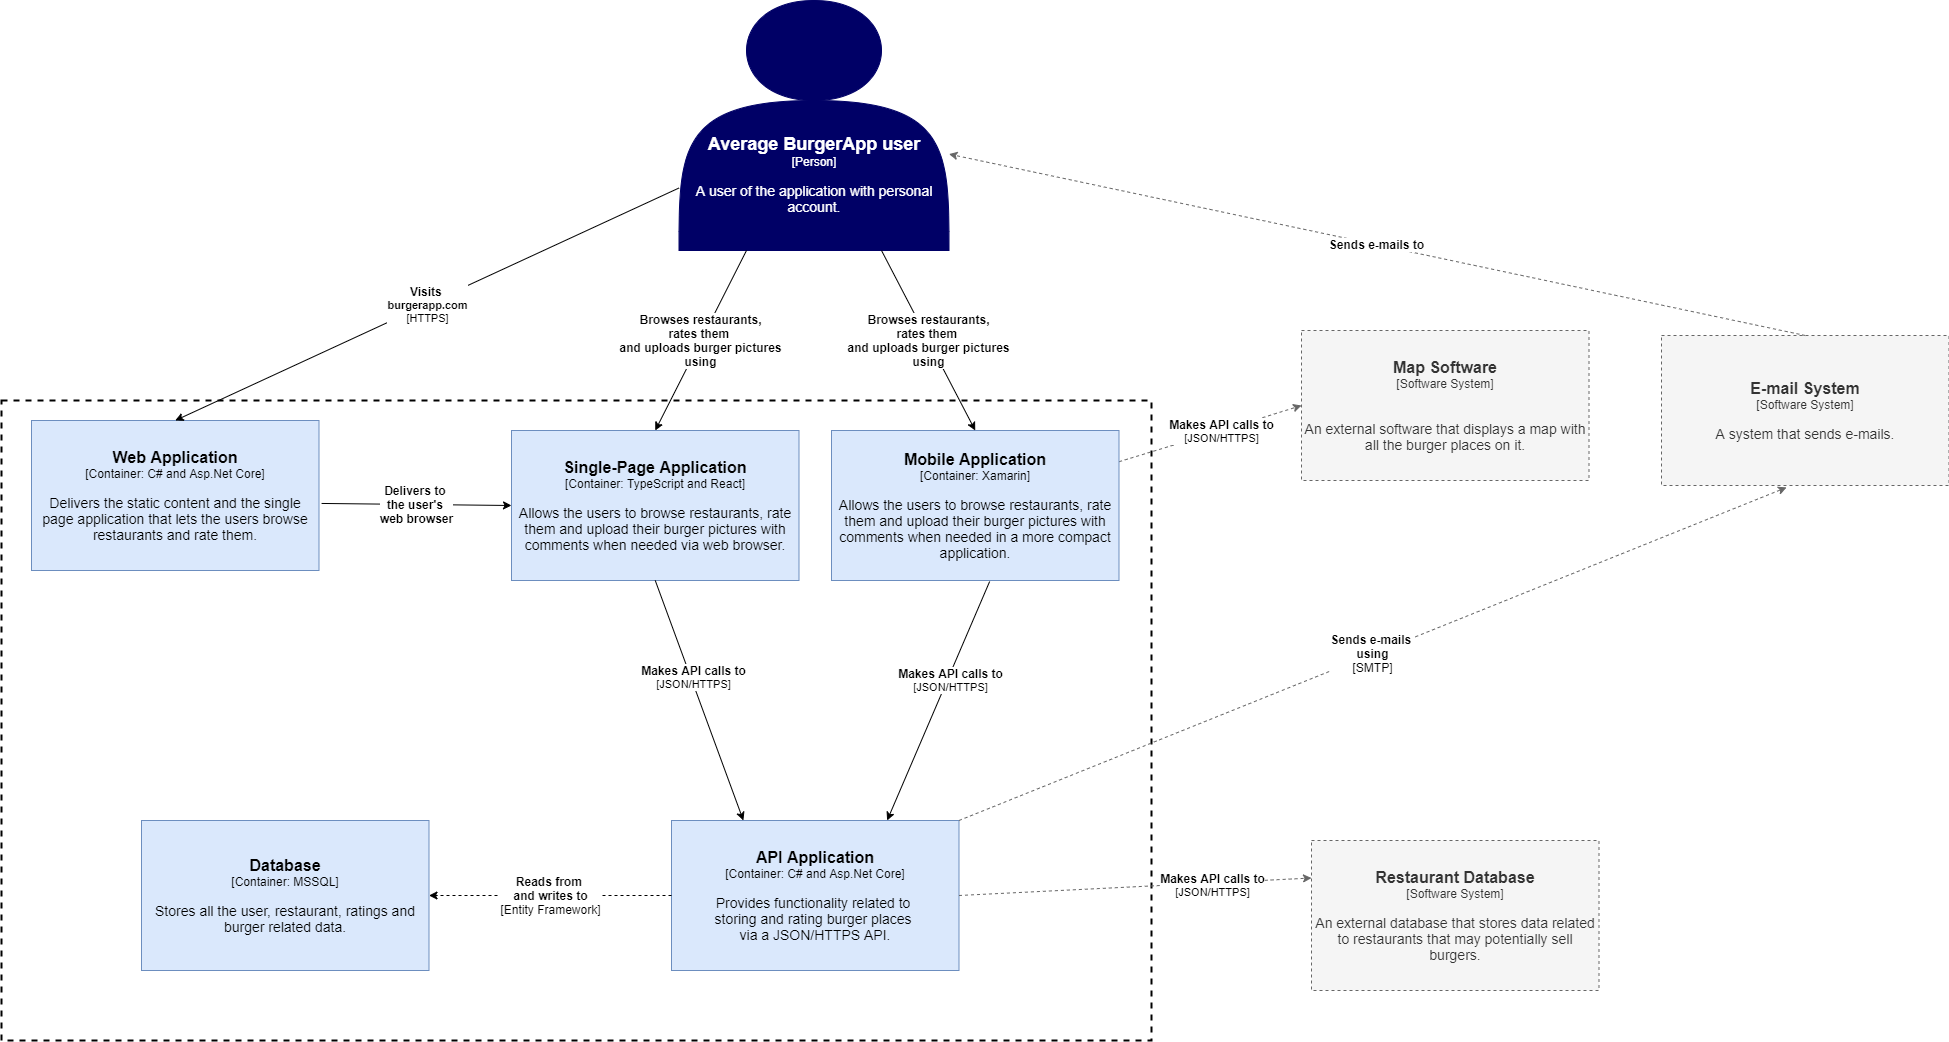 Average BurgerApp user
[Person]
A user of the application with personal
account.
Sends e-mails to
Visits
burgerapp.com
[HTTPS]
Browses restaurants,
rates them
and uploads burger pictures
using
Browses restaurants,
rates them
and uploads burger pictures
using
Map Software
[Software System]
An external software that displays a map with
all the burger places on it.
E-mail System
[Software System]
A system that sends e-mails.
Makes API calls to
[JSON/HTTPS]
Web Application
[Container: C# and Asp.Net Core]
Delivers the static content and the single
page application that lets the users browse
restaurants and rate them.
Delivers to
the user's
web browser
Single-Page Application
[Container: TypeScript and React]
Allows the users to browse restaurants, rate
them and upload their burger pictures with
comments when needed via web browser.
Mobile Application
[Container: Xamarin]
Allows the users to browse restaurants, rate
them and upload their burger pictures with
comments when needed in a more compact
application.
Makes API calls to
[JSON/HTTPS]
Makes API calls to
[JSON/HTTPS]
Sends e-mails
using
[SMTP]
Database
[Container: MSSQL]
Stores all the user, restaurant, ratings and
burger related data.
Reads from
and writes to
[Entity Framework]
API Application
[Container: C# and Asp.Net Core]
Provides functionality related to
storing and rating burger places
via a JSON/HTTPS API.
Makes API calls to
[JSON/HTTPS]
Restaurant Database
[Software System]
An external database that stores data related
to restaurants that may potentially sell
burgers.